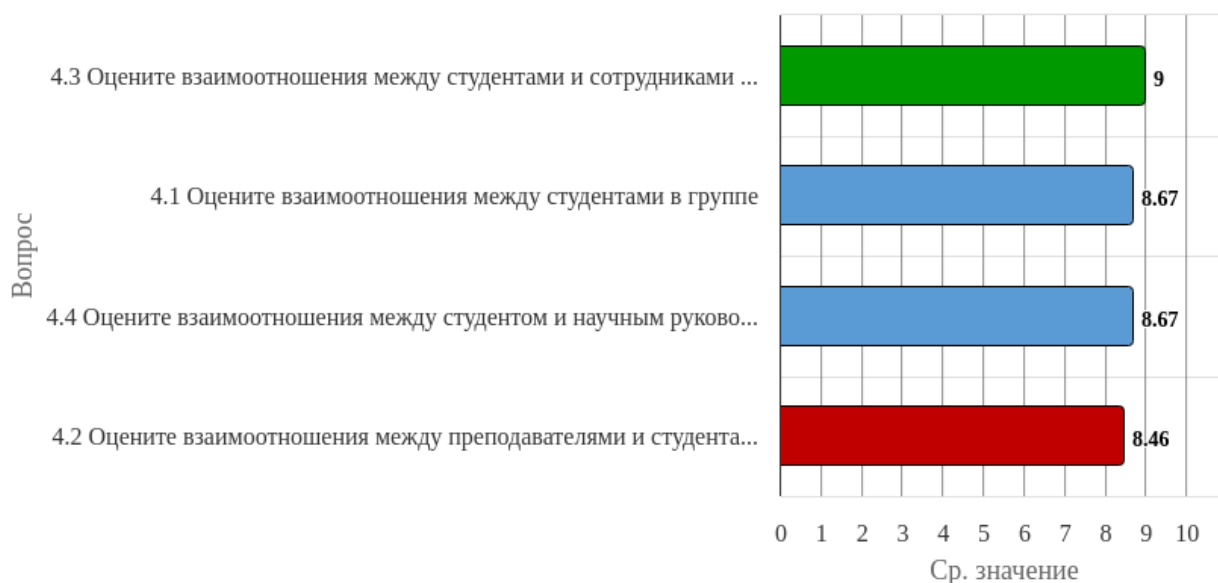 4.3 Оцените взаимоотношения между студентами и сотрудниками ...
9
4.1 Оцените взаимоотношения между студентами в группе
8.67
Вопрос
4.4 Оцените взаимоотношения между студентом и научным руково...
8.67
4.2 Оцените взаимоотношения между преподавателями и студента...
8.46
0 1 2 3 4 5 6 7 8 9 10
Ср. значение